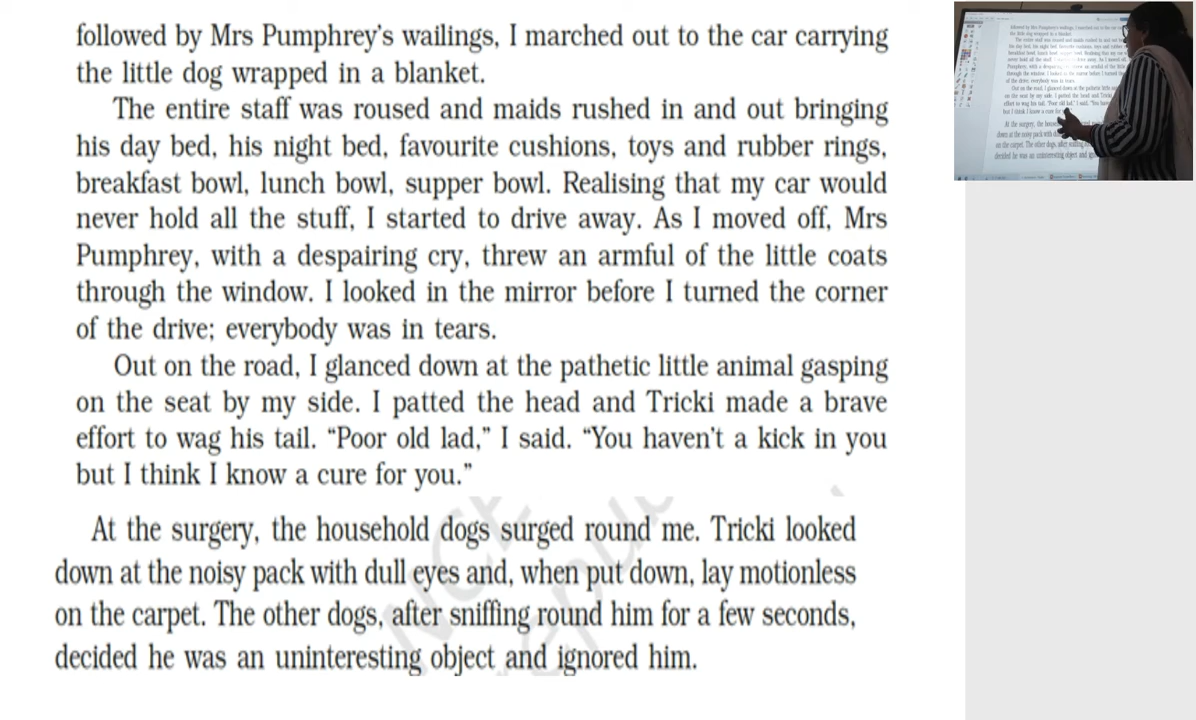 followed by Mrs Pumphrey's wailings, I marched out to the car carrying
the little dog wrapped in a blanket.
The entire staff was roused and maids rushed in and out bringing
his day bed, his night bed, favourite cushions, toys and rubber rings,
breakfast bowl, lunch bowl, supper bowl. Realising that my car would
never hold all the stuff, I started to drive away. As I moved off, Mrs
Pumphrey, with a despairing cry, threw an armful of the little coats
through the window. I looked in the mirror before I turned the corner
of the drive; everybody was in tears.
Out on the road, I glanced down at the pathetic little animal gasping
on the seat by my side. I patted the head and Tricki made a brave
effort to wag his tail. “Poor old lad,” I said. “You haven't a kick in you
but I think I know a cure for you.”
At the surgery, the household dogs surged round me. Tricki looked
down at the noisy pack with dull eyes and, when put down, lay motionless
on the carpet. The other dogs, after sniffing round him for a few seconds,
decided he was an uninteresting object and ignored him.